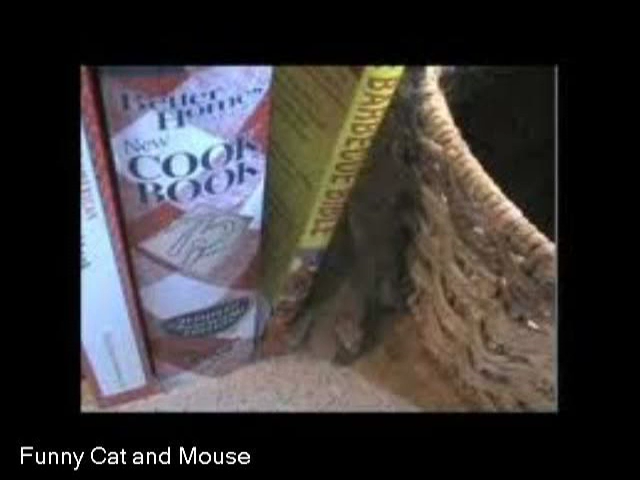 Better
Homes
New
COOK
BOOK
BARBECUE BIBLE
Funny Cat and Mouse